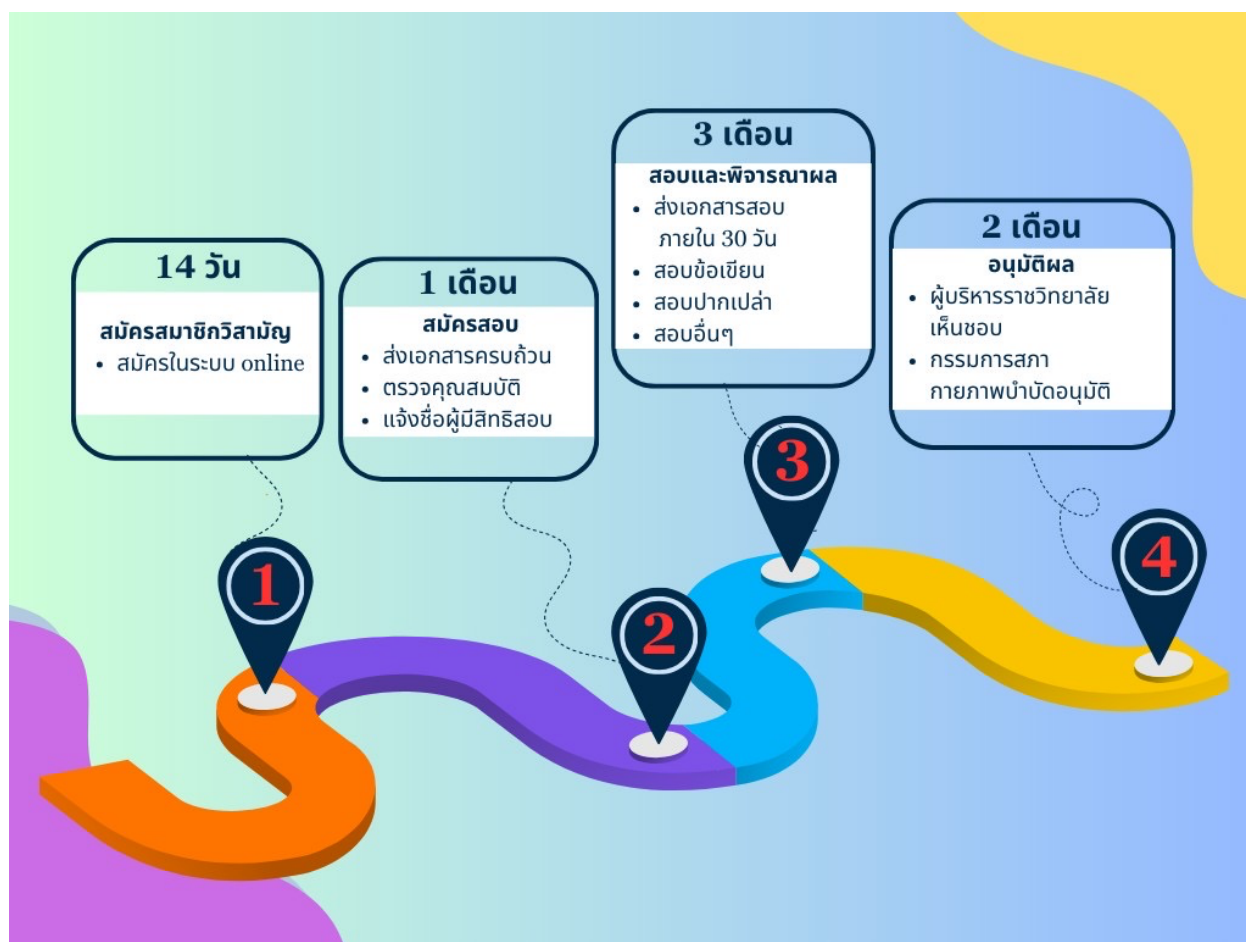 14 วัน
สมัครสมาชิกวิสามัญ
• สมัครในระบบ online
1 เดือน
สมัครสอบ
• ส่งเอกสารครบถ้วน
• ตรวจคุณสมบัติ
• แจ้งชื่อผู้มีสิทธิสอบ
3 เดือน
สอบและพิจารณาผล
• ส่งเอกสารสอบ
ภายใน 30 วัน
• สอบข้อเขียน
• สอบปากเปล่า
• สอบอื่นๆ
2 เดือน
อนุมัติผล
• ผู้บริหารราชวิทยาลัย
เห็นชอบ
• กรรมการสภา
กายภาพบำบัดอนุมัติ
1
2
3
4